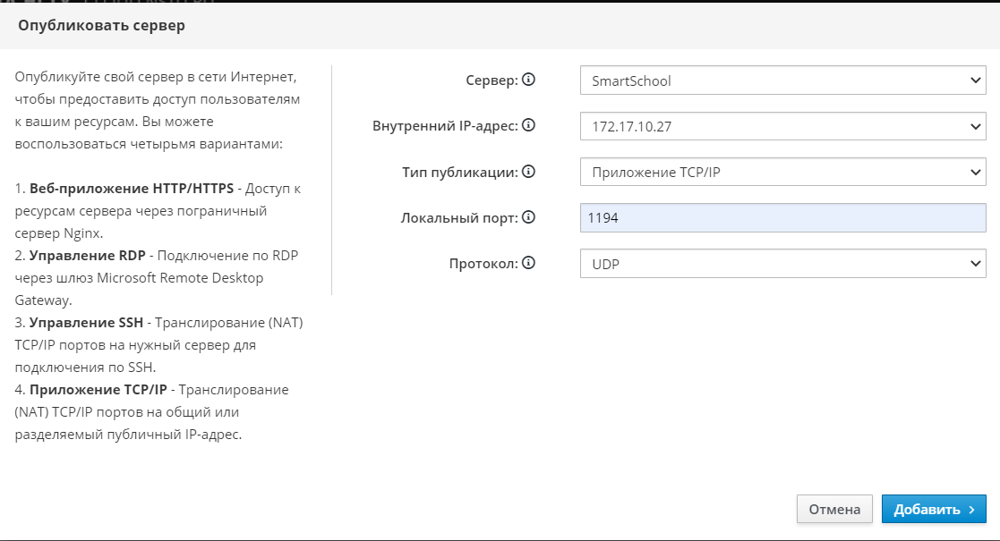 Опубликовать сервер
Опубликуйте свой сервер в сети Интернет,
чтобы предоставить доступ пользователям
к вашим ресурсам. Вы можете
воспользоваться четырьмя вариантами:
1. Веб-приложение HTTP/HTTPS - Доступ к
ресурсам сервера через пограничный
сервер Nginx.
2. Управление RDP - Подключение по RDP
через шлюз Microsoft Remote Desktop
Gateway.
3. Управление SSH - Транслирование (NAT)
TCP/IP портов на нужный сервер для
подключения по SSH.
4. Приложение TCP/IP - Транслирование
(NAT) TCP/IP портов на общий или
разделяемый публичный IP-адрес.
Сервер: SmartSchool
Внутренний IP-адрес: 172.17.10.27
Тип публикации: Приложение TCP/IP
Локальный порт: 1194
Протокол: UDP
Отмена Добавить